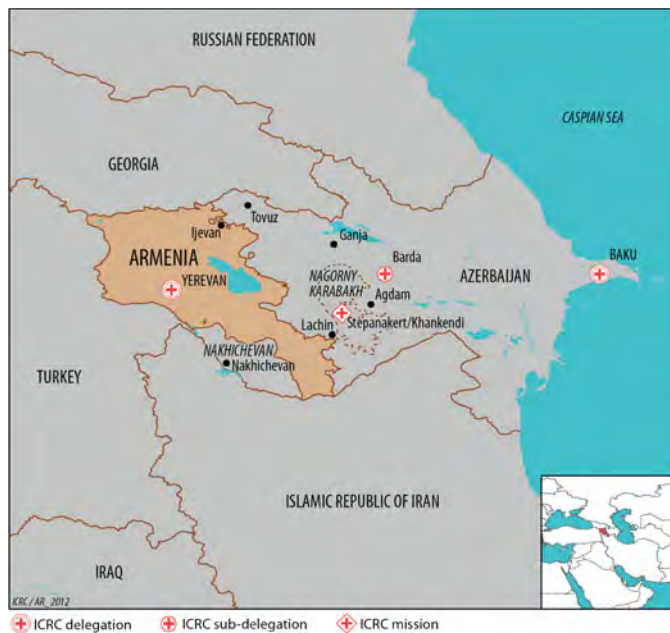 RUSSIAN FEDERATION
CASPIAN SEA
GEORGIA
Tovuz
Ijevan
Ganja
ARMENIA
Barda
BAKU
YEREVAN
NAGORNY
KARABAKH
AZERBAIJAN
Agdam
Stepanakert/Khankendi
Lachin
NAKHICHEVAN
Nakhichevan
TURKEY
ISLAMIC REPUBLIC OF IRAN
IRAQ
ICRC / AR_2012
ICRC delegation ICRC sub-delegation ICRC mission